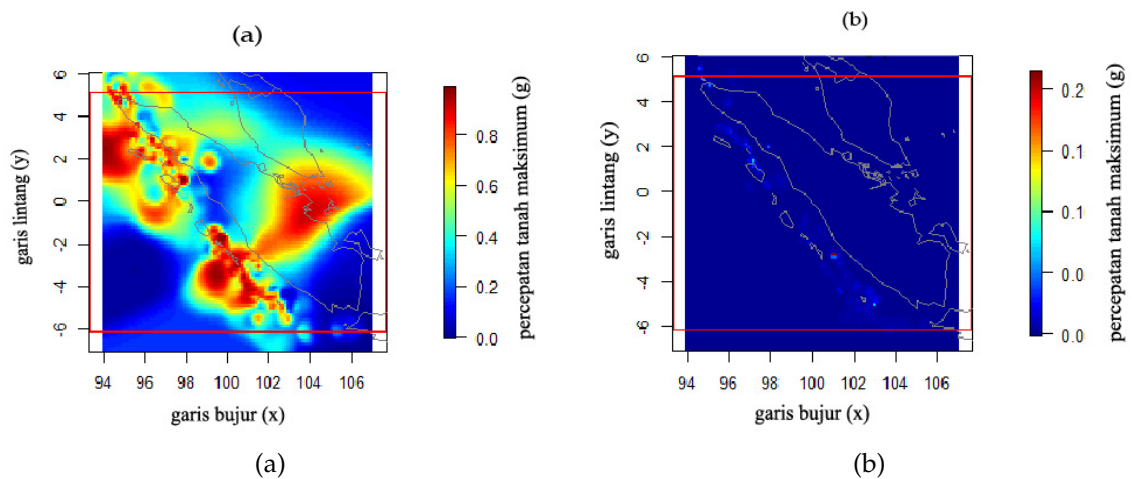 (a)
6
4
2
0
-2
-4
-6
garis lintang (y)
94 96 98 100 102 104 106
garis bujur (x)
0.8
0.6
0.4
0.2
0.0
percepatan tanah maksimum (g)
(a)
(b)
6
4
2
0
-2
-4
-6
garis lintang (y)
94 96 98 100 102 104 106
garis bujur (x)
0.2
0.1
0.1
0.0
0.0
percepatan tanah maksimum (g)
(b)